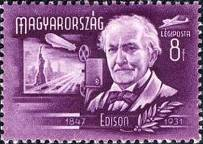 MAGYARORSZÁG
LÉGIPOSTA
8f
1847 EDISON 1931